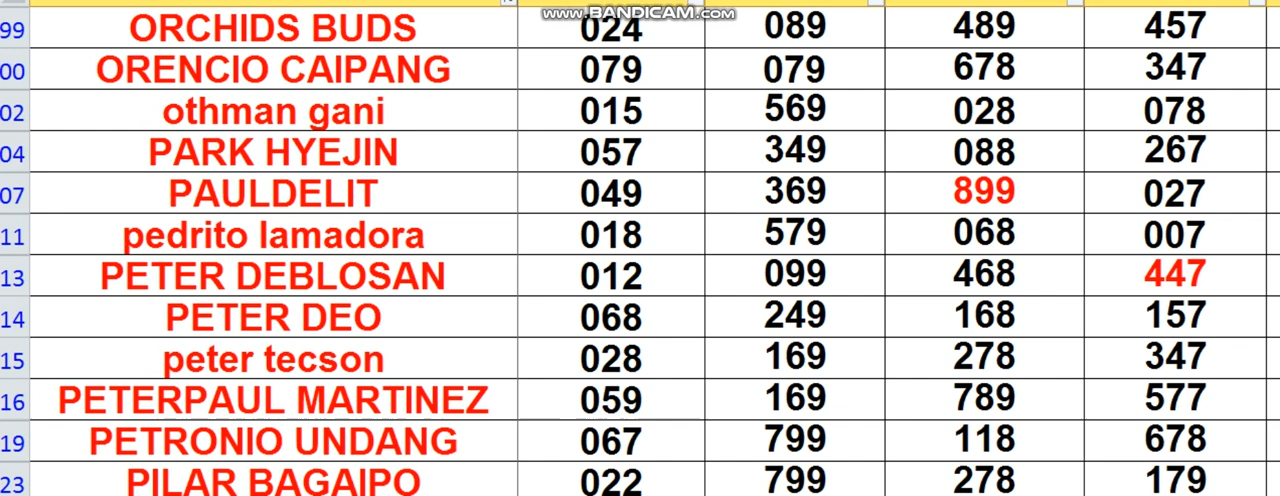 www.BANDICAM.com
99 ORCHIDS BUDS 024 089 489 457
00 ORENCIO CAIPANG 079 079 678 347
02 othman gani 015 569 028 078
04 PARK HYEJIN 057 349 088 267
07 PAULDELIT 049 369 899 027
11 pedrito lamadora 018 579 068 007
13 PETER DEBLOSAN 012 099 468 447
14 PETER DEO 068 249 168 157
15 peter tecson 028 169 278 347
16 PETERPAUL MARTINEZ 059 169 789 577
19 PETRONIO UNDANG 067 799 118 678
23 PILAR BAGAIPO 022 799 278 179